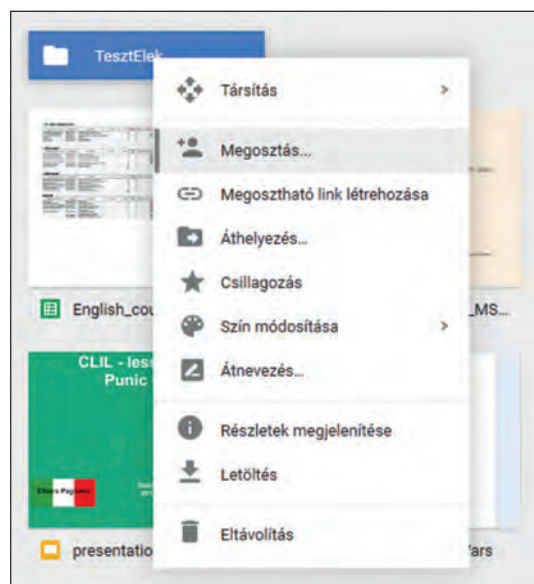 TesztElek
Társítás
Megosztás...
Megosztható link létrehozása
Áthelyezés...
Csillagozás
English_cou
_MS...
Szín módosítása
CLIL - les
Punic
Átnevezés...
Részletek megjelenítése
Letöltés
Eltávolítás
presentatio
'ars